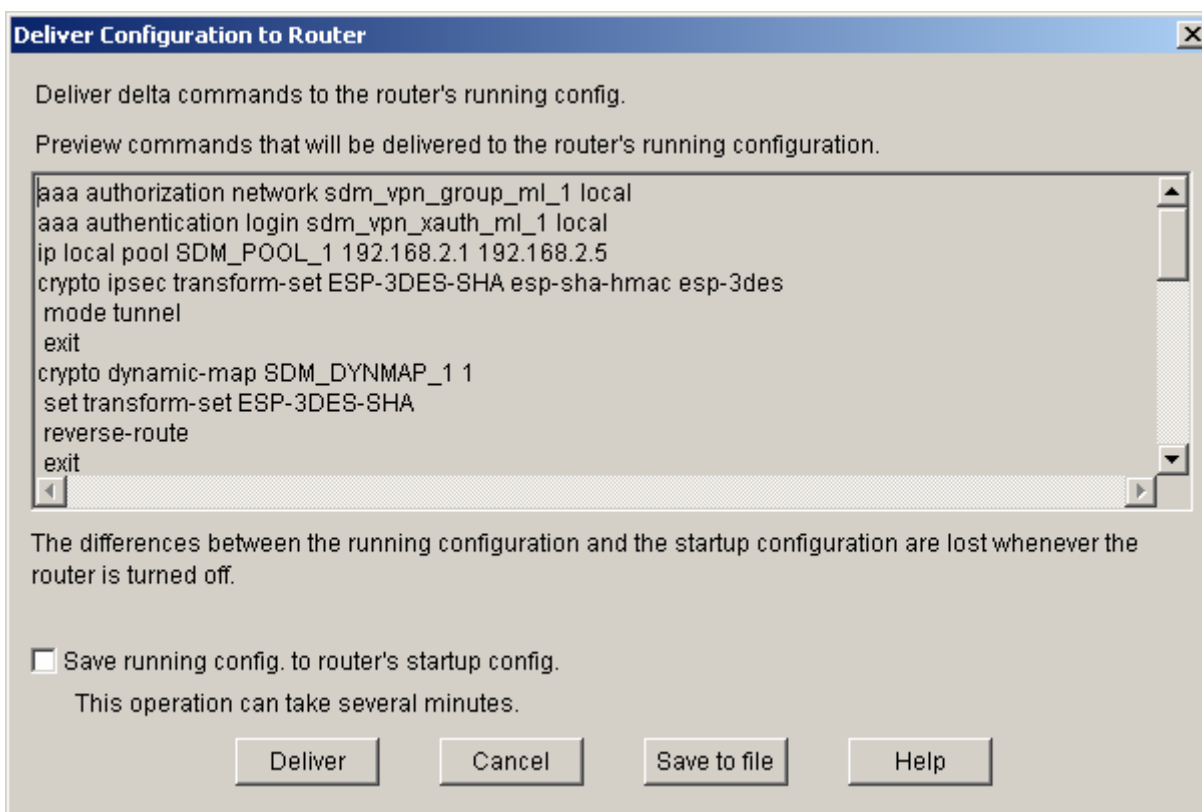 Deliver Configuration to Router
Deliver delta commands to the router's running config.
Preview commands that will be delivered to the router's running configuration.
aaa authorization network sdm_vpn_group_ml_1 local
aaa authentication login sdm_vpn_xauth_ml_1 local
ip local pool SDM_POOL_1 192.168.2.1 192.168.2.5
crypto ipsec transform-set ESP-3DES-SHA esp-sha-hmac esp-3des
mode tunnel
exit
crypto dynamic-map SDM_DYNMAP_1 1
set transform-set ESP-3DES-SHA
reverse-route
exit
The differences between the running configuration and the startup configuration are lost whenever the
router is turned off.
Save running config. to router's startup config.
This operation can take several minutes.
Deliver Cancel Save to file Help